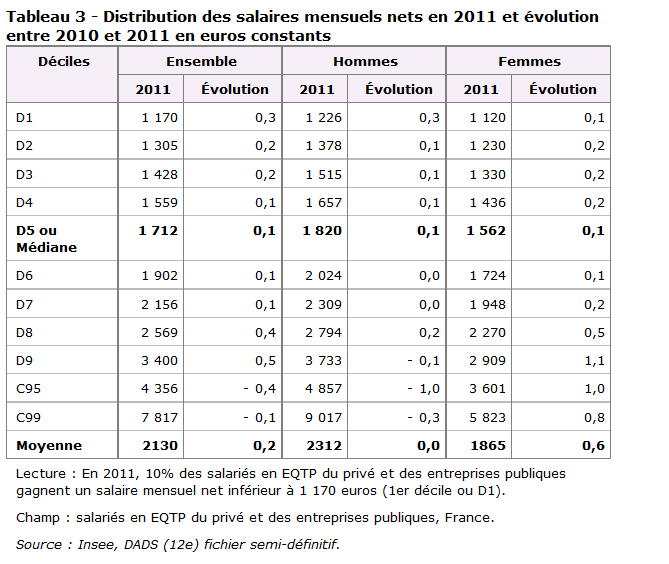 Tableau 3 - Distribution des salaires mensuels nets en 2011 et évolution
entre 2010 et 2011 en euros constants
Déciles Ensemble Hommes Femmes
2011 Évolution 2011 Évolution 2011 Évolution
D1 1 170 0,3 1 226 0,3 1 120 0,1
D2 1 305 0,2 1 378 0,1 1 230 0,2
D3 1 428 0,2 1 515 0,1 1 330 0,2
D4 1 559 0,1 1 657 0,1 1 436 0,2
D5 ou 1 712 0,1 1 820 0,1 1 562 0,1
Médiane
D6 1 902 0,1 2 024 0,0 1 724 0,1
D7 2 156 0,1 2 309 0,0 1 948 0,2
D8 2 569 0,4 2 794 0,2 2 270 0,5
D9 3 400 0,5 3 733 - 0,1 2 909 1,1
C95 4 356 - 0,4 4 857 - 1,0 3 601 1,0
C99 7 817 - 0,1 9 017 - 0,3 5 823 0,8
Moyenne 2130 0,2 2312 0,0 1865 0,6
Lecture : En 2011, 10% des salariés en EQTP du privé et des entreprises publiques
gagnent un salaire mensuel net inférieur à 1 170 euros (1er décile ou D1).
Champ : salariés en EQTP du privé et des entreprises publiques, France.
Source : Insee, DADS (12e) fichier semi-définitif.